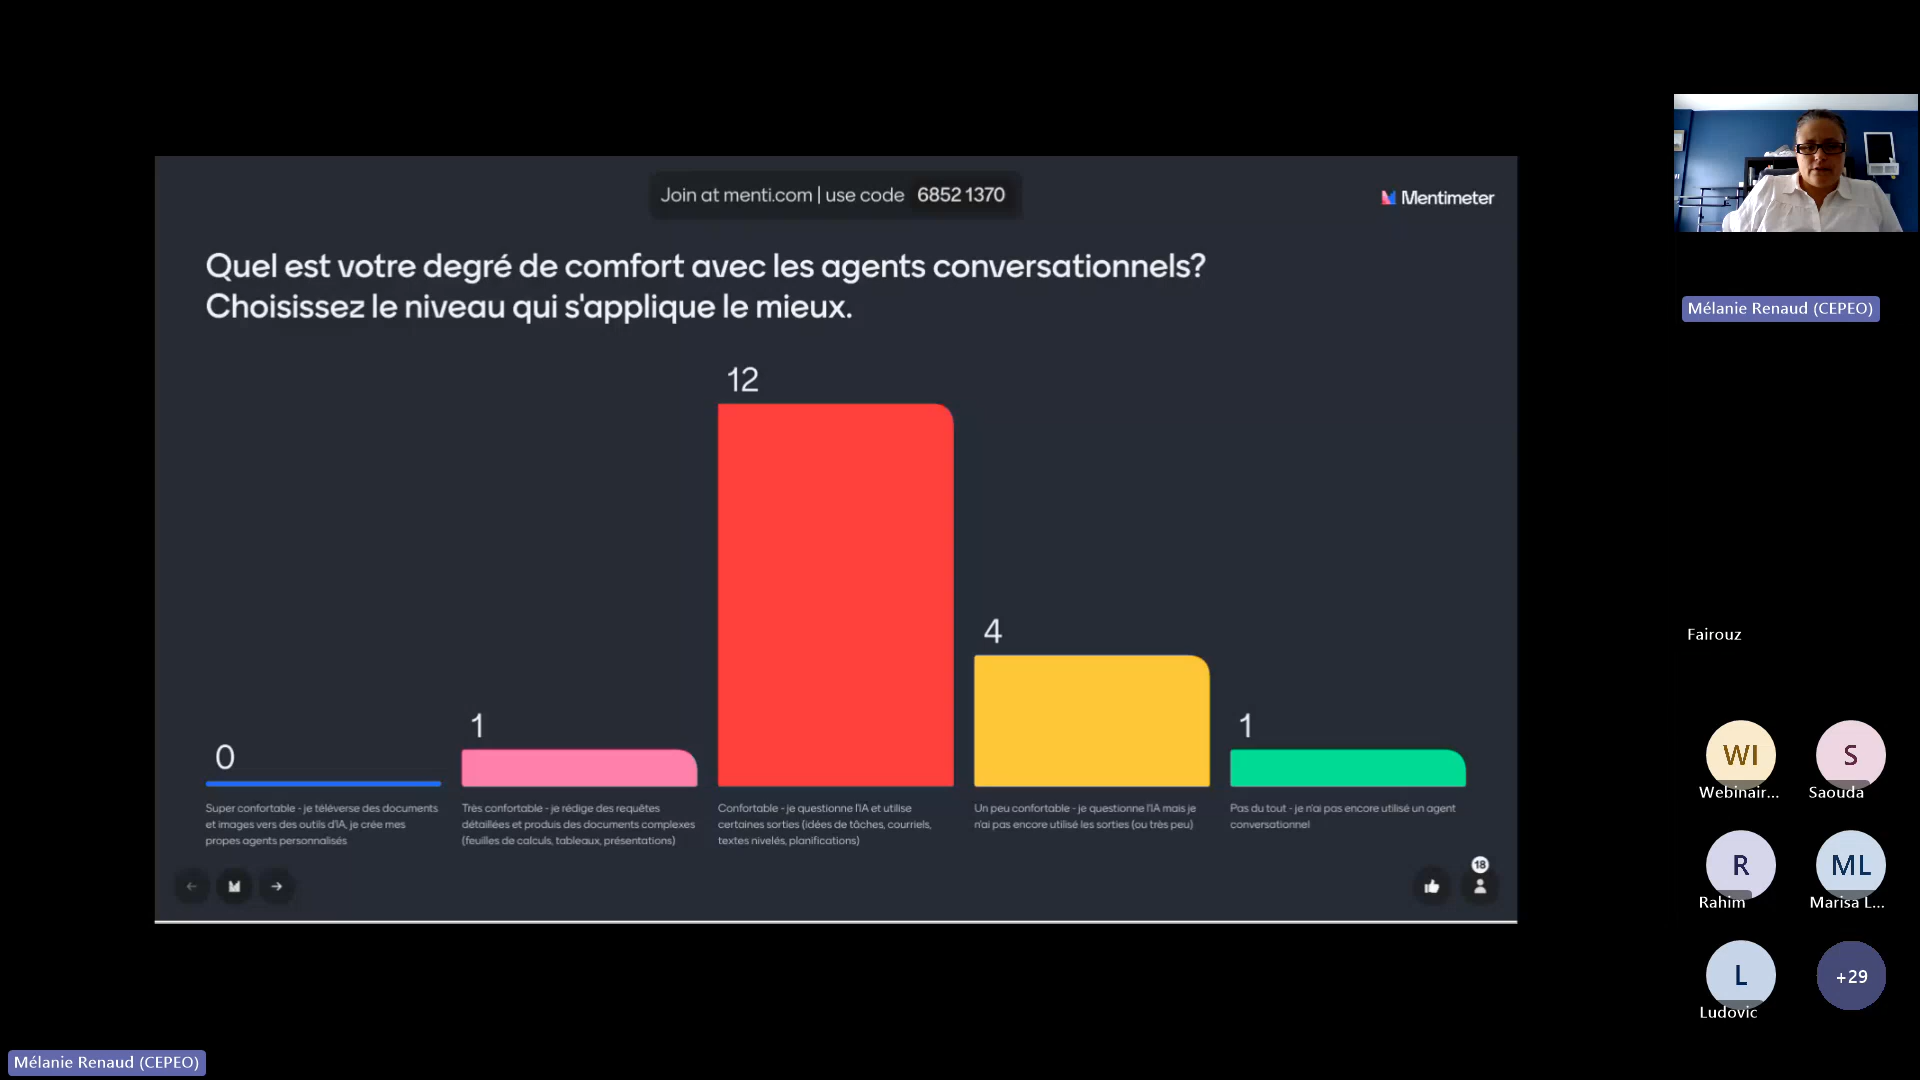 Join at menti.com | use code 6852 1370
Mentimeter
Quel est votre degré de comfort avec les agents conversationnels?
Choisissez le niveau qui s'applique le mieux.
0
1
12
4
1
Super confortable - je téléverse des documents
et images vers des outils d'IA, je crée mes
propes agents personnalisés
Très confortable - je rédige des requêtes
détaillées et produis des documents complexes
(feuilles de calculs, tableaux, présentations)
Confortable - je questionne l'IA et utilise
certaines sorties (idées de tâches, courriels,
textes nivelés, planifications)
Un peu confortable - je questionne l'IA mais je
n'ai pas encore utilisé les sorties (ou très peu)
Pas du tout - je n'ai pas encore utilisé un agent
conversationnel
18
Mélanie Renaud (CEPEO)
Fairouz
WI
Webinair...
S
Saouda
R
Rahim
ML
Marisa L...
L
Ludovic
+29
Mélanie Renaud (CEPEO)